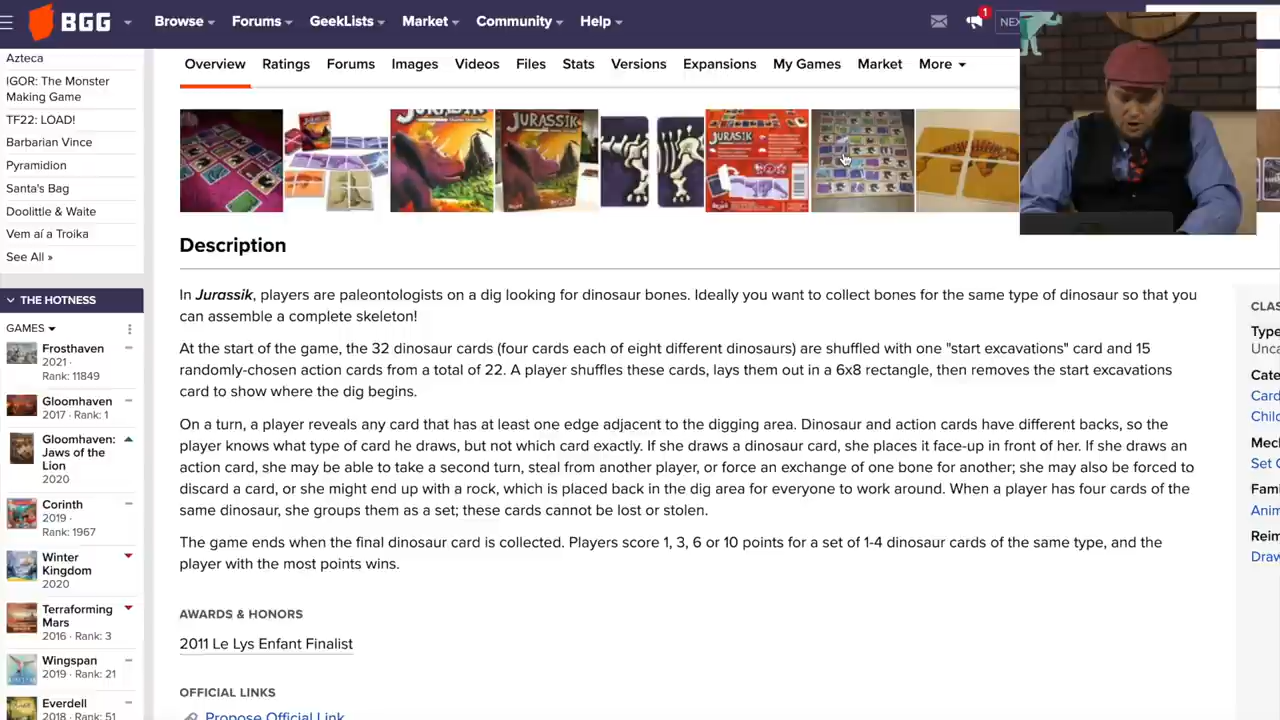 BGG
Browse
Forums
GeekLists
Market
Community
Help
1
NEX
Overview
Ratings
Forums
Images
Videos
Files
Stats
Versions
Expansions
My Games
Market
More
Azteca
IGOR: The Monster
Making Game
TF22: LOAD!
Barbarian Vince
Pyramidion
Santa's Bag
Doolittle & Waite
Vem aí a Troika
See All »
THE HOTNESS
GAMES
Frosthaven
2021
Rank: 11849
Gloomhaven
2017 · Rank: 1
Gloomhaven:
Jaws of the
Lion
2020
Corinth
2019 ·
Rank: 1967
Winter
Kingdom
2020
Terraforming
Mars
2016 · Rank: 3
Wingspan
2019 · Rank: 21
Everdell
2018 · Rank: 51
JURASSIK
JURASSIK
JURASSIK
Description
In Jurassik, players are paleontologists on a dig looking for dinosaur bones. Ideally you want to collect bones for the same type of dinosaur so that you
can assemble a complete skeleton!
At the start of the game, the 32 dinosaur cards (four cards each of eight different dinosaurs) are shuffled with one "start excavations" card and 15
randomly-chosen action cards from a total of 22. A player shuffles these cards, lays them out in a 6x8 rectangle, then removes the start excavations
card to show where the dig begins.
On a turn, a player reveals any card that has at least one edge adjacent to the digging area. Dinosaur and action cards have different backs, so the
player knows what type of card he draws, but not which card exactly. If she draws a dinosaur card, she places it face-up in front of her. If she draws an
action card, she may be able to take a second turn, steal from another player, or force an exchange of one bone for another; she may also be forced to
discard a card, or she might end up with a rock, which is placed back in the dig area for everyone to work around. When a player has four cards of the
same dinosaur, she groups them as a set; these cards cannot be lost or stolen.
The game ends when the final dinosaur card is collected. Players score 1, 3, 6 or 10 points for a set of 1-4 dinosaur cards of the same type, and the
player with the most points wins.
AWARDS & HONORS
2011 Le Lys Enfant Finalist
OFFICIAL LINKS
Propose Official Link
CLAS
Type
Unca
Cate
Card
Child
Mec
Set C
Fami
Anim
Reim
Draw